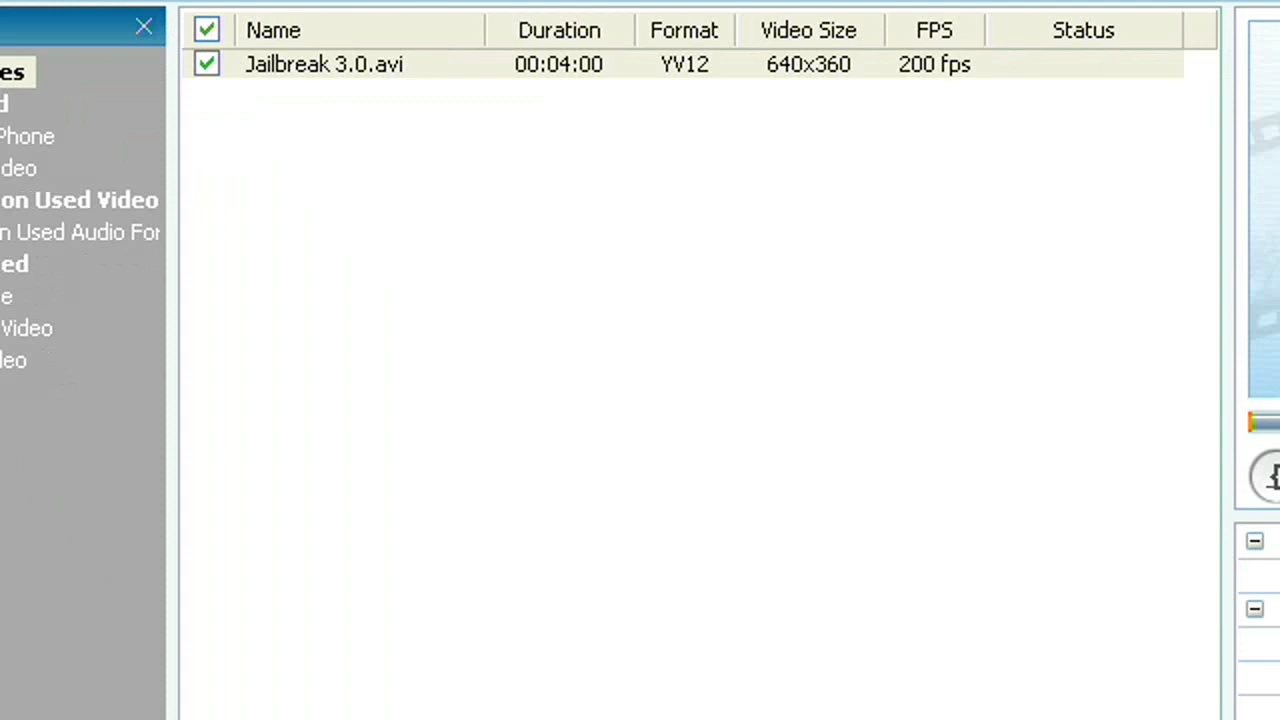 Name Duration Format Video Size FPS Status
Jailbreak 3.0.avi 00:04:00 YV12 640x360 200 fps
es
d
Phone
deo
on Used Video
n Used Audio For
ed
e
Video
leo